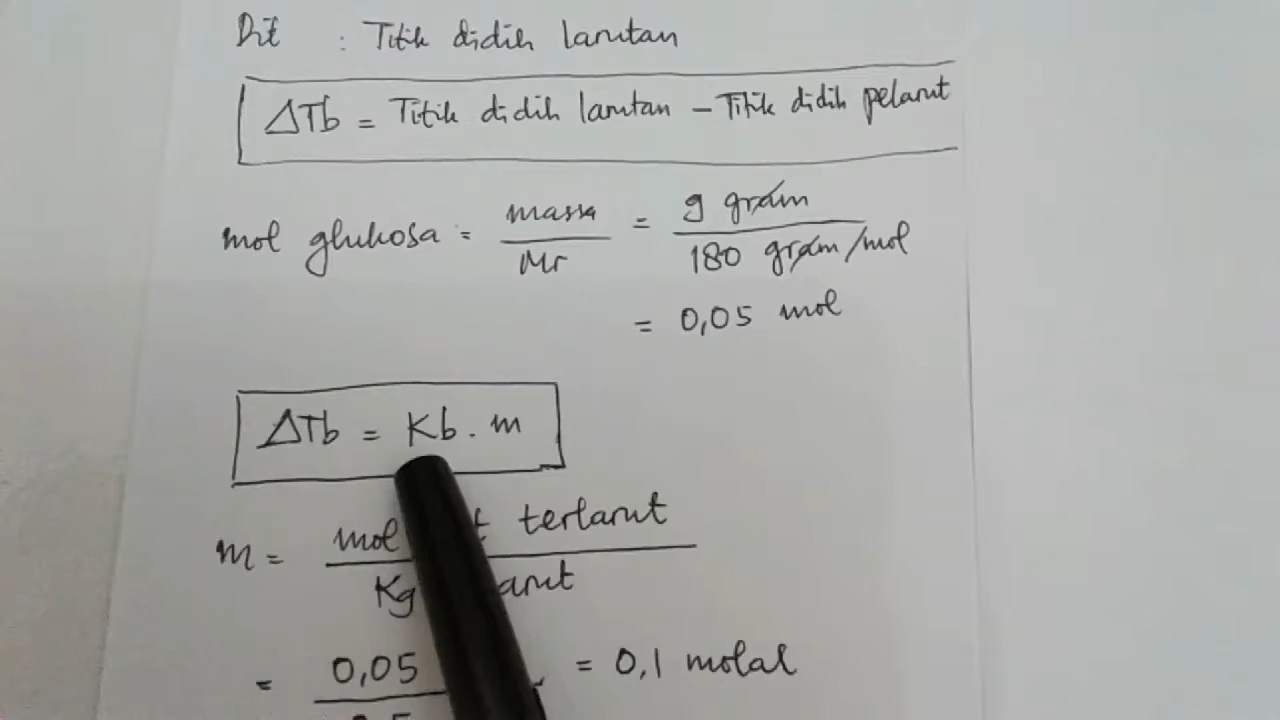 Dit : Titik didih larutan
ΔTb = Titik didih larutan – Titik didih pelarut
mol glukosa = massa / Mr = 9 gram / 180 gram/mol
= 0,05 mol
ΔTb = Kb . m
m = mol terlarut / Kg
= 0,05 = 0,1 molal